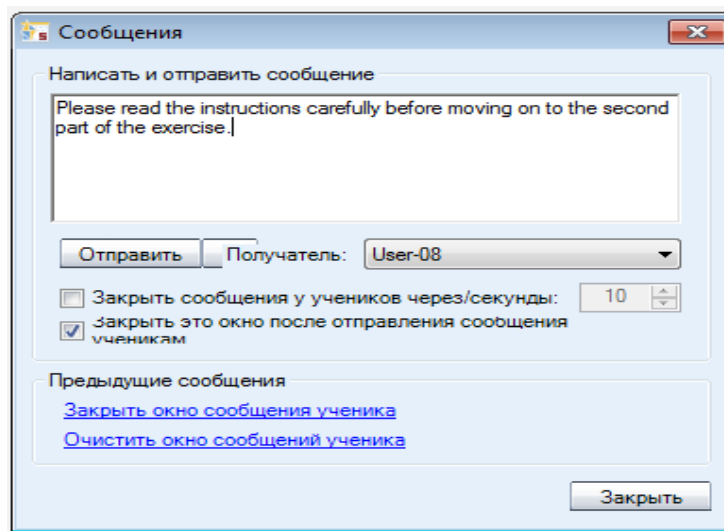 Сообщения
Написать и отправить сообщение
Please read the instructions carefully before moving on to the second
part of the exercise.
Отправить Получатель: User-08
Закрыть сообщения у учеников через/секунды: 10
Закрыть это окно после отправления сообщения
ученикам
Предыдущие сообщения
Закрыть окно сообщения ученика
Очистить окно сообщений ученика
Закрыть